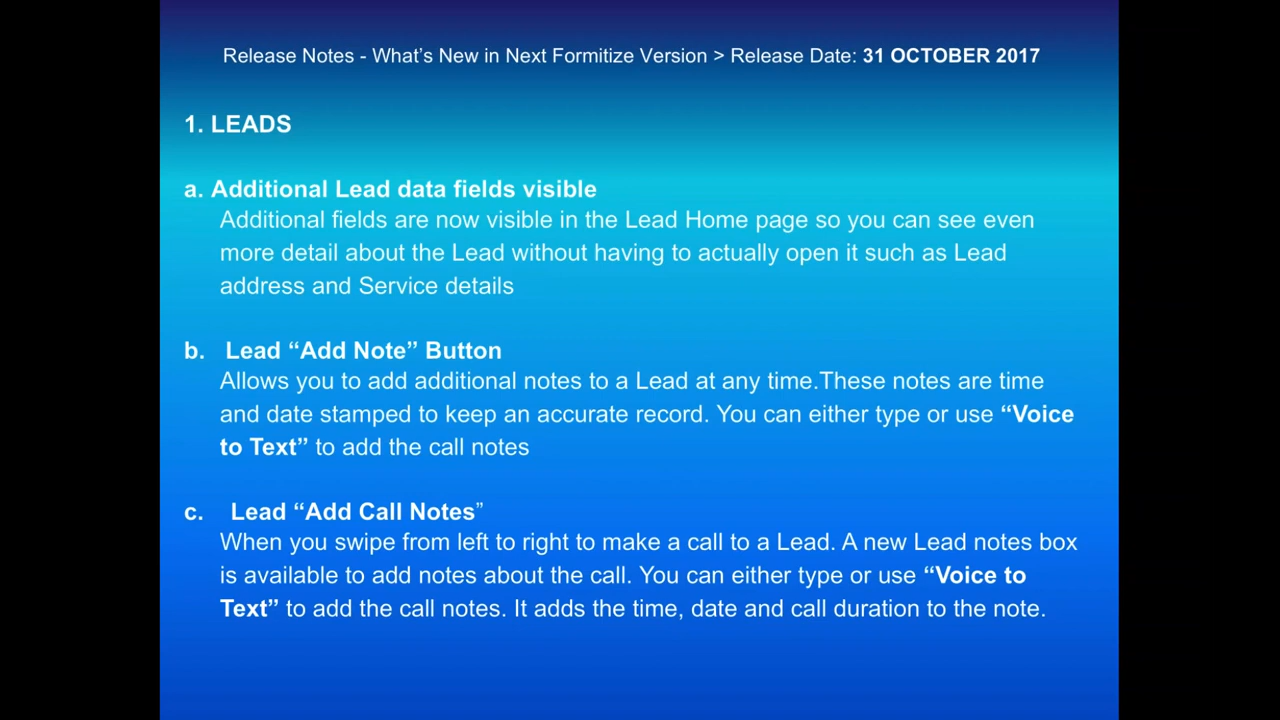 Release Notes - What’s New in Next Formitize Version > Release Date: 31 OCTOBER 2017
1. LEADS
a. Additional Lead data fields visible
Additional fields are now visible in the Lead Home page so you can see even
more detail about the Lead without having to actually open it such as Lead
address and Service details
b. Lead “Add Note” Button
Allows you to add additional notes to a Lead at any time.These notes are time
and date stamped to keep an accurate record. You can either type or use “Voice
to Text” to add the call notes
c. Lead “Add Call Notes”
When you swipe from left to right to make a call to a Lead. A new Lead notes box
is available to add notes about the call. You can either type or use “Voice to
Text” to add the call notes. It adds the time, date and call duration to the note.